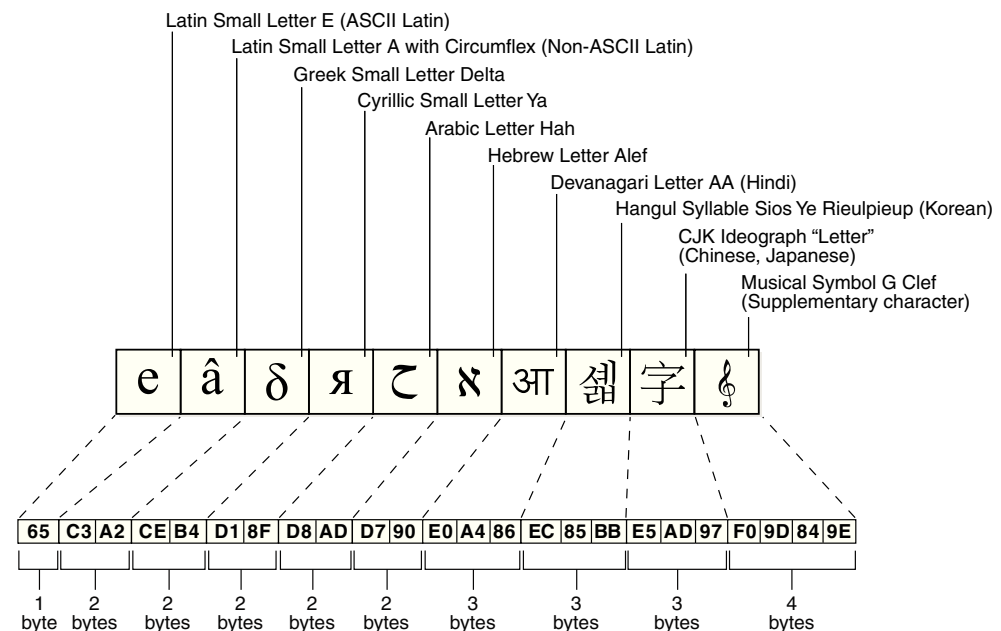 Latin Small Letter E (ASCII Latin)
Latin Small Letter A with Circumflex (Non-ASCII Latin)
Greek Small Letter Delta
Cyrillic Small Letter Ya
Arabic Letter Hah
Hebrew Letter Alef
Devanagari Letter AA (Hindi)
Hangul Syllable Sios Ye Rieulpieup (Korean)
CJK Ideograph “Letter”
(Chinese, Japanese)
Musical Symbol G Clef
(Supplementary character)
e â δ я ح א आ셻 字 𝄞
65 C3 A2 CE B4 D1 8F D8 AD D7 90 E0 A4 86 EC 85 BB E5 AD 97 F0 9D 84 9E
1 2 2 2 2 2 3 3 3 4
byte bytes bytes bytes bytes bytes bytes bytes bytes bytes